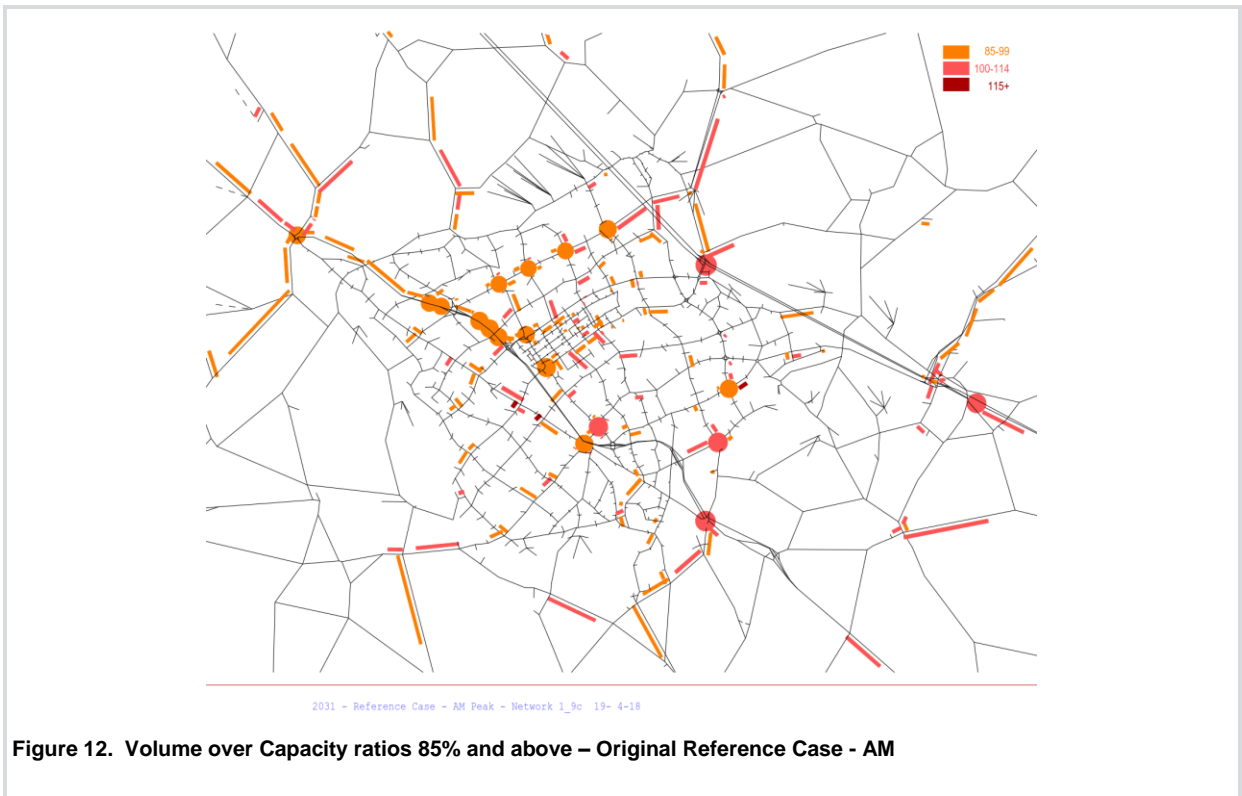 85-99
100-114
115+
2031 - Reference Case - AM Peak - Network 1_9c 19- 4-18
Figure 12. Volume over Capacity ratios 85% and above – Original Reference Case - AM